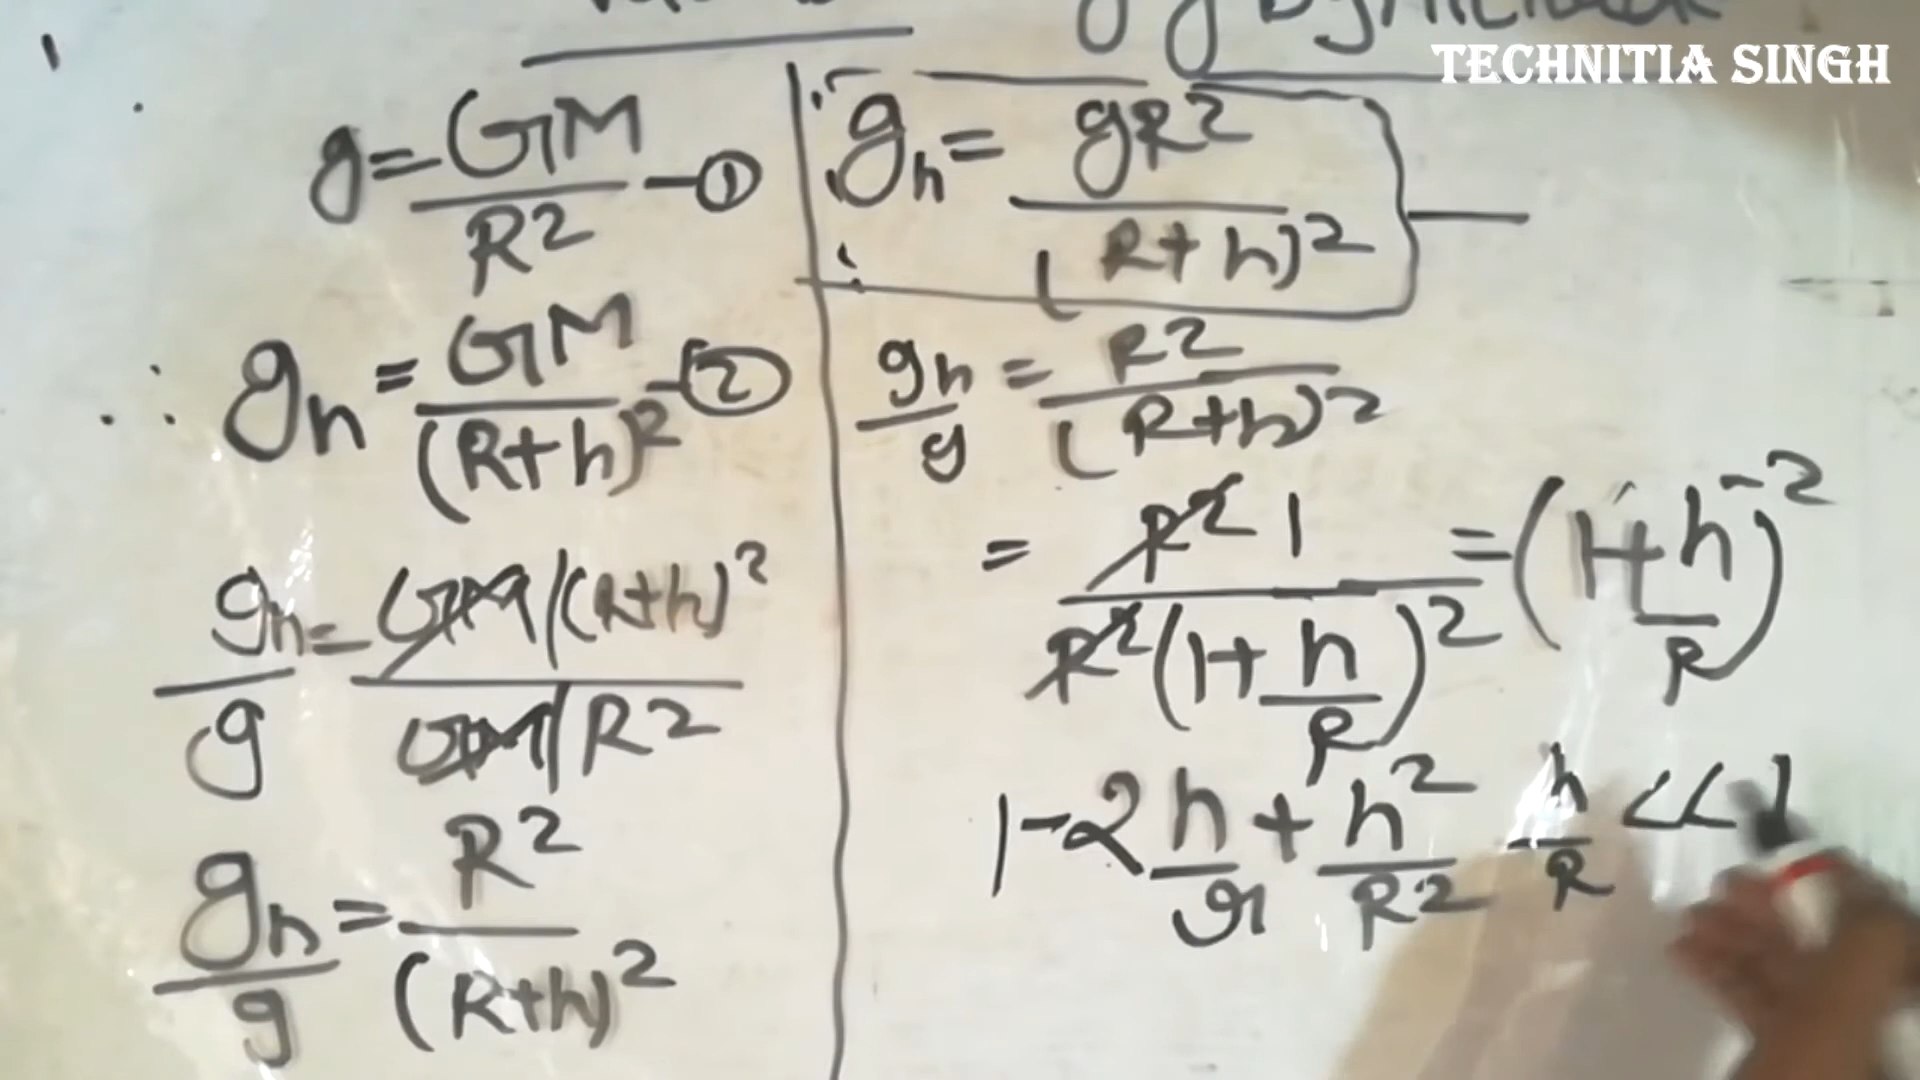 TECHNITIA SINGH
g = GM / R² — ①
∴ gh = GM / (R+h)² — ②
gh / g = GM/(R+h)² / GM/R²
gh / g = R² / (R+h)²
gh = gR² / (R+h)²
gh / g = R² / (R+h)²
= R² 1 / R²(1+h/R)² = (1+h/R)⁻²
1-2h/r + h²/R² h/R <<1